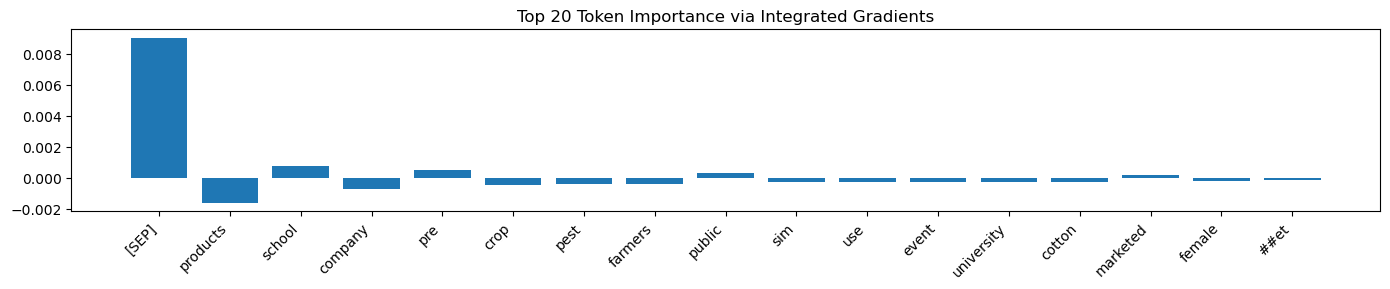 Top 20 Token Importance via Integrated Gradients
0.008
0.006
0.004
0.002
0.000
−0.002
[SEP]
products
school
company
pre
crop
pest
farmers
public
sim
use
event
university
cotton
marketed
female
##et